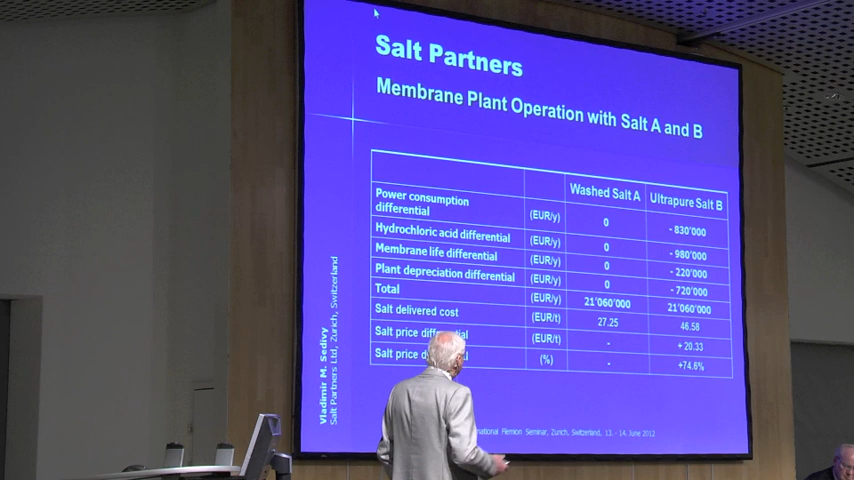 Salt Partners
Membrane Plant Operation with Salt A and B
Washed Salt A Ultrapure Salt B
Power consumption differential (EUR/y) 0 - 830'000
Hydrochloric acid differential (EUR/y) 0 - 980'000
Membrane life differential (EUR/y) 0 - 220'000
Plant depreciation differential (EUR/y) 0 - 720'000
Total (EUR/y) 21'060'000 21'060'000
Salt delivered cost (EUR/t) 27.25 46.58
Salt price (EUR/t) - + 20.33
Salt price (%) - +74.6%
Vladimir M. Sedivy
Salt Partners Ltd, Zurich, Switzerland
Flemion Seminar, Zurich, Switzerland, 13. - 14. June 2012